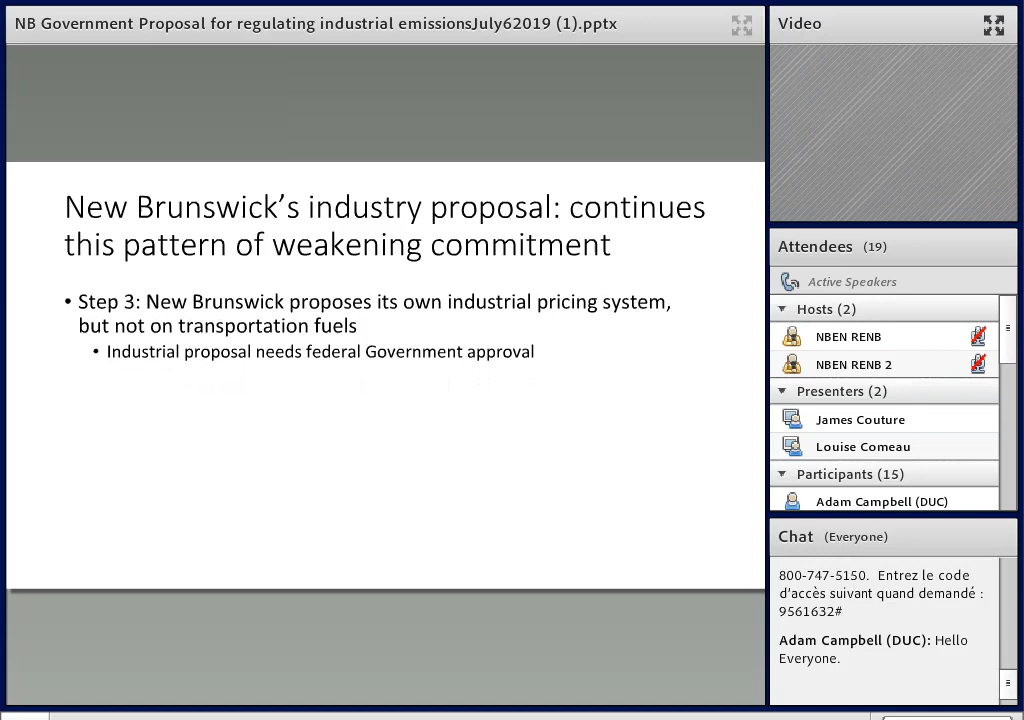 NB Government Proposal for regulating industrial emissionsJuly62019 (1).pptx
New Brunswick’s industry proposal: continues
this pattern of weakening commitment
• Step 3: New Brunswick proposes its own industrial pricing system,
but not on transportation fuels
• Industrial proposal needs federal Government approval
Video
Attendees (19)
Active Speakers
Hosts (2)
NBEN RENB
NBEN RENB 2
Presenters (2)
James Couture
Louise Comeau
Participants (15)
Adam Campbell (DUC)
Chat (Everyone)
800-747-5150. Entrez le code
d’accès suivant quand demandé :
9561632#
Adam Campbell (DUC): Hello
Everyone.